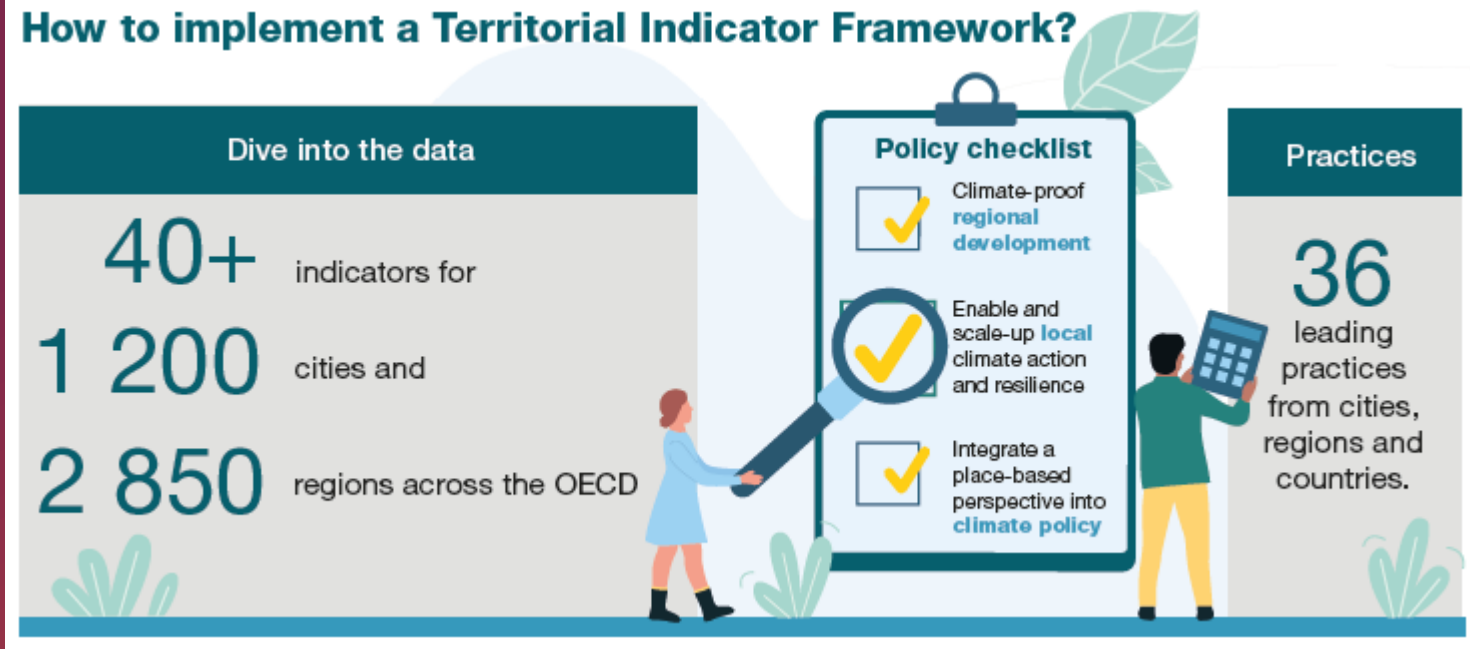 How to implement a Territorial Indicator Framework?
Dive into the data
40+ indicators for
1 200 cities and
2 850 regions across the OECD
Policy checklist
Climate-proof
regional
development
Enable and
scale-up local
climate action
and resilience
Integrate a
place-based
perspective into
climate policy
Practices
36
leading
practices
from cities,
regions and
countries.